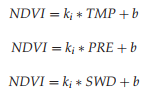 NDVI = k_i * TMP + b
NDVI = k_i * PRE + b
NDVI = k_i * SWD + b